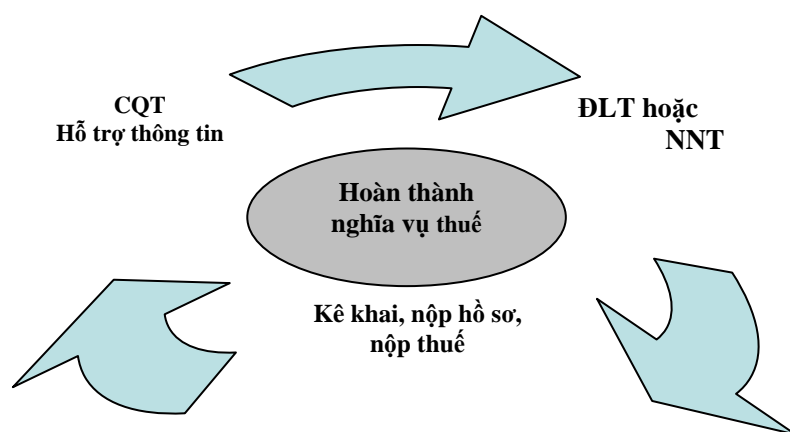 CQT
Hỗ trợ thông tin
ĐLT hoặc
NNT
Hoàn thành
nghĩa vụ thuế
Kê khai, nộp hồ sơ,
nộp thuế